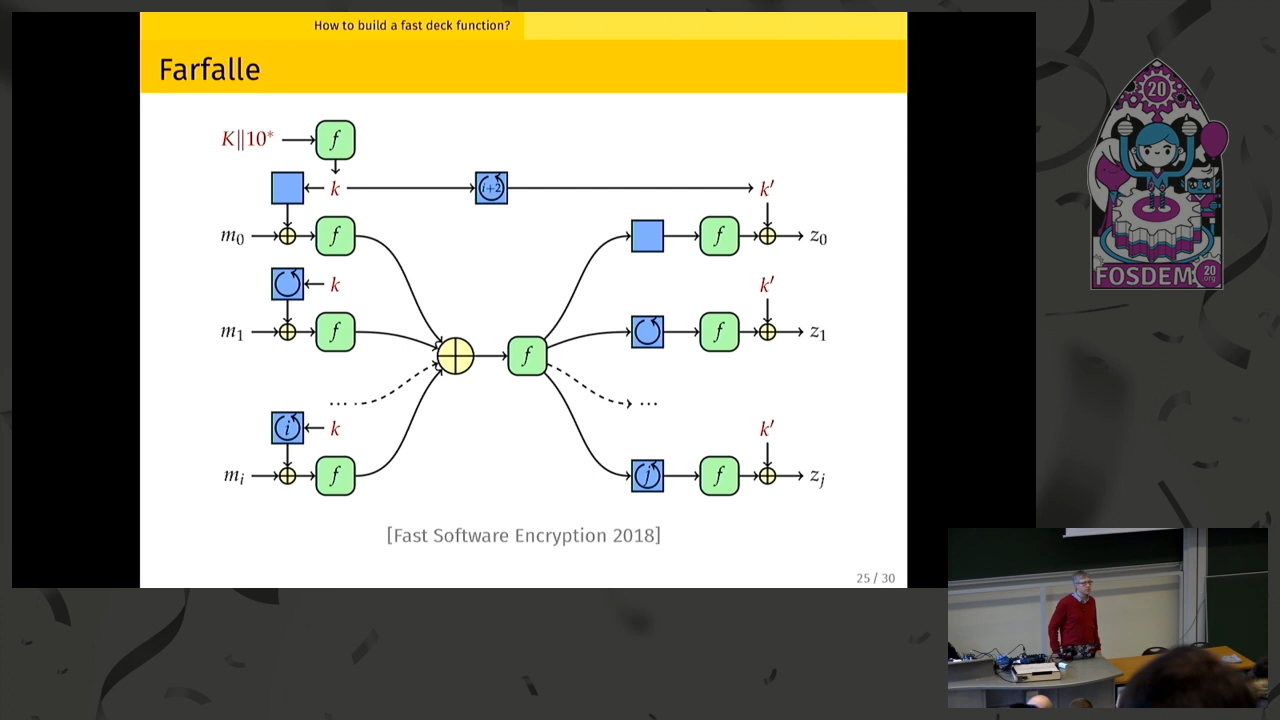 How to build a fast deck function?
Farfalle
K∥10* f
k i+2 k′
m₀ f f z₀
k k′
m₁ f f z₁
f
... ...
i k k′
mᵢ f j f zⱼ
[Fast Software Encryption 2018]
25 / 30
20
FOSDEM 20 .org